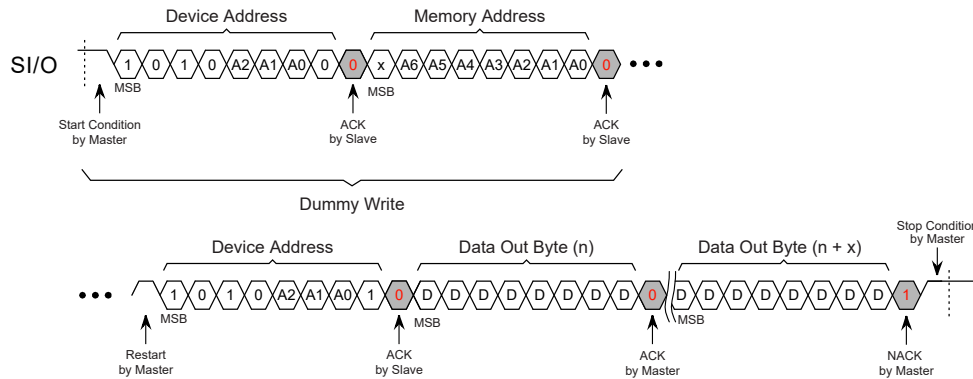 Device Address Memory Address
SI/O 1 0 1 0 A2 A1 A0 0 0 x A6 A5 A4 A3 A2 A1 A0 0 •••
MSB MSB
Start Condition ACK ACK
by Master by Slave by Slave
Dummy Write
Stop Condition
by Master
Device Address Data Out Byte (n) Data Out Byte (n + x)
••• 1 0 1 0 A2 A1 A0 1 0 D D D D D D D D 0 D D D D D D D D 1
MSB MSB MSB
Restart ACK ACK NACK
by Master by Slave by Master by Master